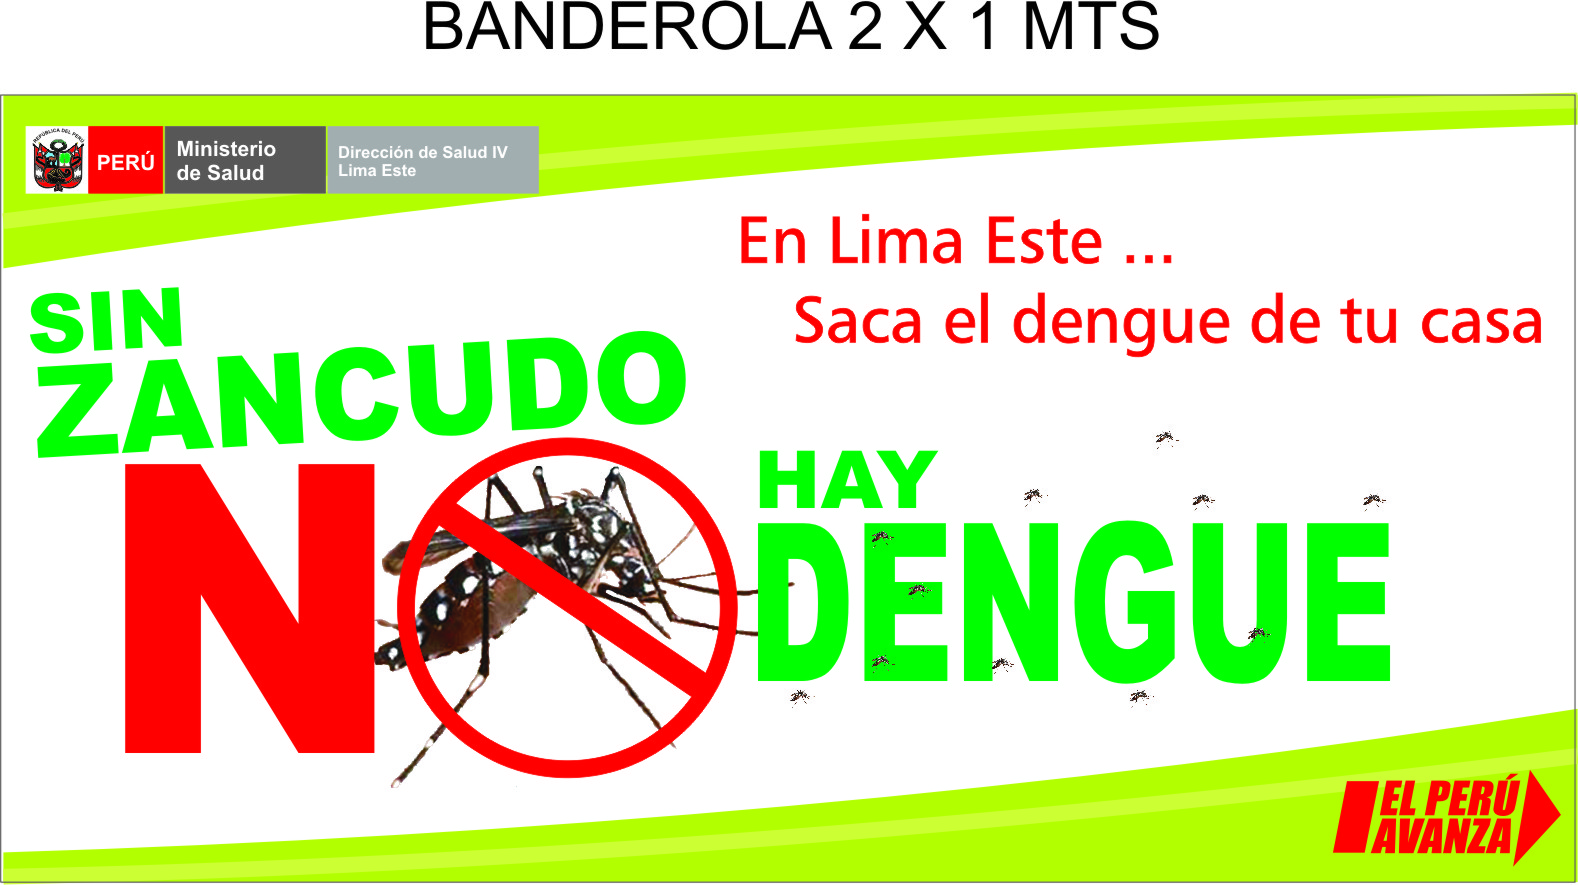 BANDEROLA 2 X 1 MTS
REPÚBLICA DEL PERÚ
PERÚ
Ministerio
de Salud
Dirección de Salud IV
Lima Este
En Lima Este ...
Saca el dengue de tu casa
SIN
ZANCUDO
NO
HAY
DENGUE
EL PERÚ
AVANZA